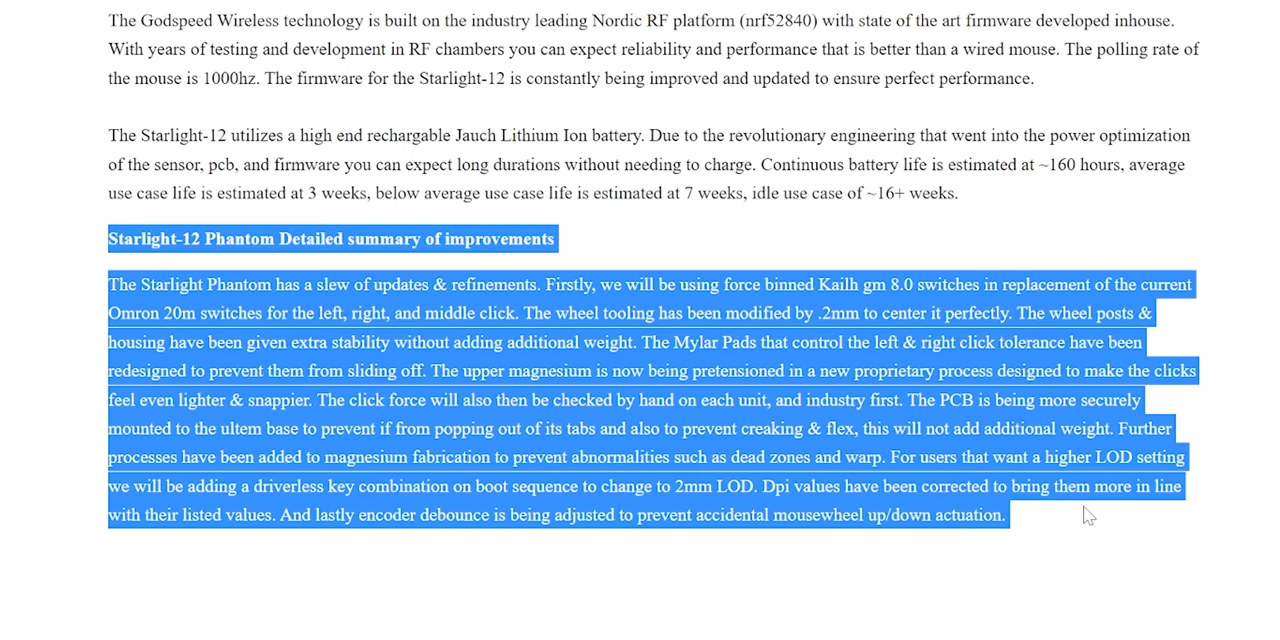 The Godspeed Wireless technology is built on the industry leading Nordic RF platform (nrf52840) with state of the art firmware developed inhouse.
With years of testing and development in RF chambers you can expect reliability and performance that is better than a wired mouse. The polling rate of
the mouse is 1000hz. The firmware for the Starlight-12 is constantly being improved and updated to ensure perfect performance.
The Starlight-12 utilizes a high end rechargable Jauch Lithium Ion battery. Due to the revolutionary engineering that went into the power optimization
of the sensor, pcb, and firmware you can expect long durations without needing to charge. Continuous battery life is estimated at ~160 hours, average
use case life is estimated at 3 weeks, below average use case life is estimated at 7 weeks, idle use case of ~16+ weeks.
Starlight-12 Phantom Detailed summary of improvements
The Starlight Phantom has a slew of updates & refinements. Firstly, we will be using force binned Kailh gm 8.0 switches in replacement of the current
Omron 20m switches for the left, right, and middle click. The wheel tooling has been modified by .2mm to center it perfectly. The wheel posts &
housing have been given extra stability without adding additional weight. The Mylar Pads that control the left & right click tolerance have been
redesigned to prevent them from sliding off. The upper magnesium is now being pretensioned in a new proprietary process designed to make the clicks
feel even lighter & snappier. The click force will also then be checked by hand on each unit, and industry first. The PCB is being more securely
mounted to the ultem base to prevent if from popping out of its tabs and also to prevent creaking & flex, this will not add additional weight. Further
processes have been added to magnesium fabrication to prevent abnormalities such as dead zones and warp. For users that want a higher LOD setting
we will be adding a driverless key combination on boot sequence to change to 2mm LOD. Dpi values have been corrected to bring them more in line
with their listed values. And lastly encoder debounce is being adjusted to prevent accidental mousewheel up/down actuation.